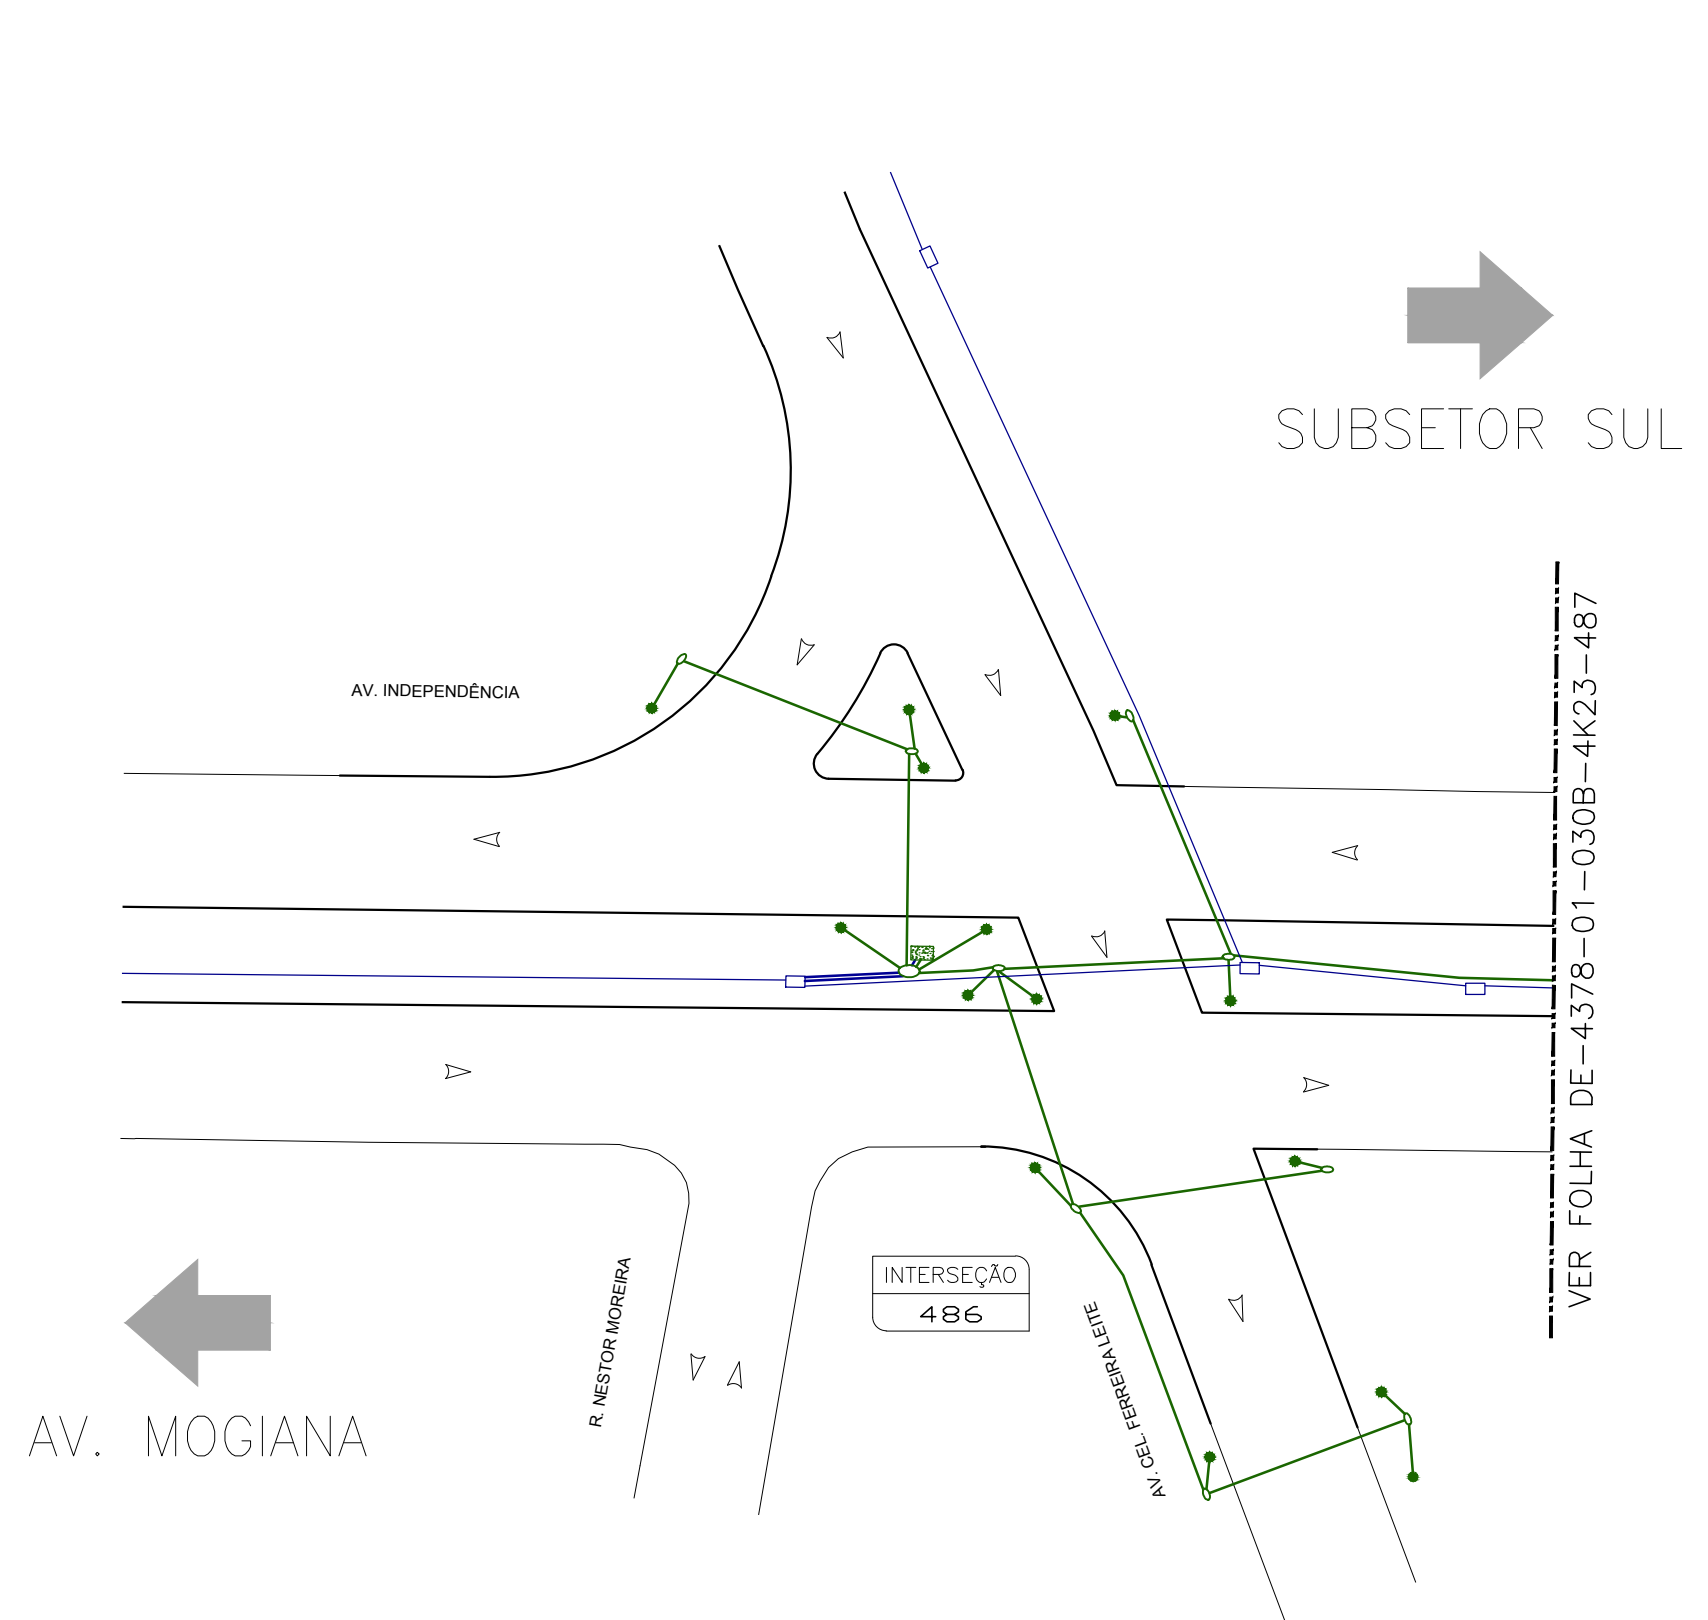 SUBSETOR SUL
AV. INDEPENDÊNCIA
VER FOLHA DE-4378-01-030B-4K23-487
INTERSEÇÃO
486
R. NESTOR MOREIRA
AV. CEL. FERREIRA LEITE
AV. MOGIANA